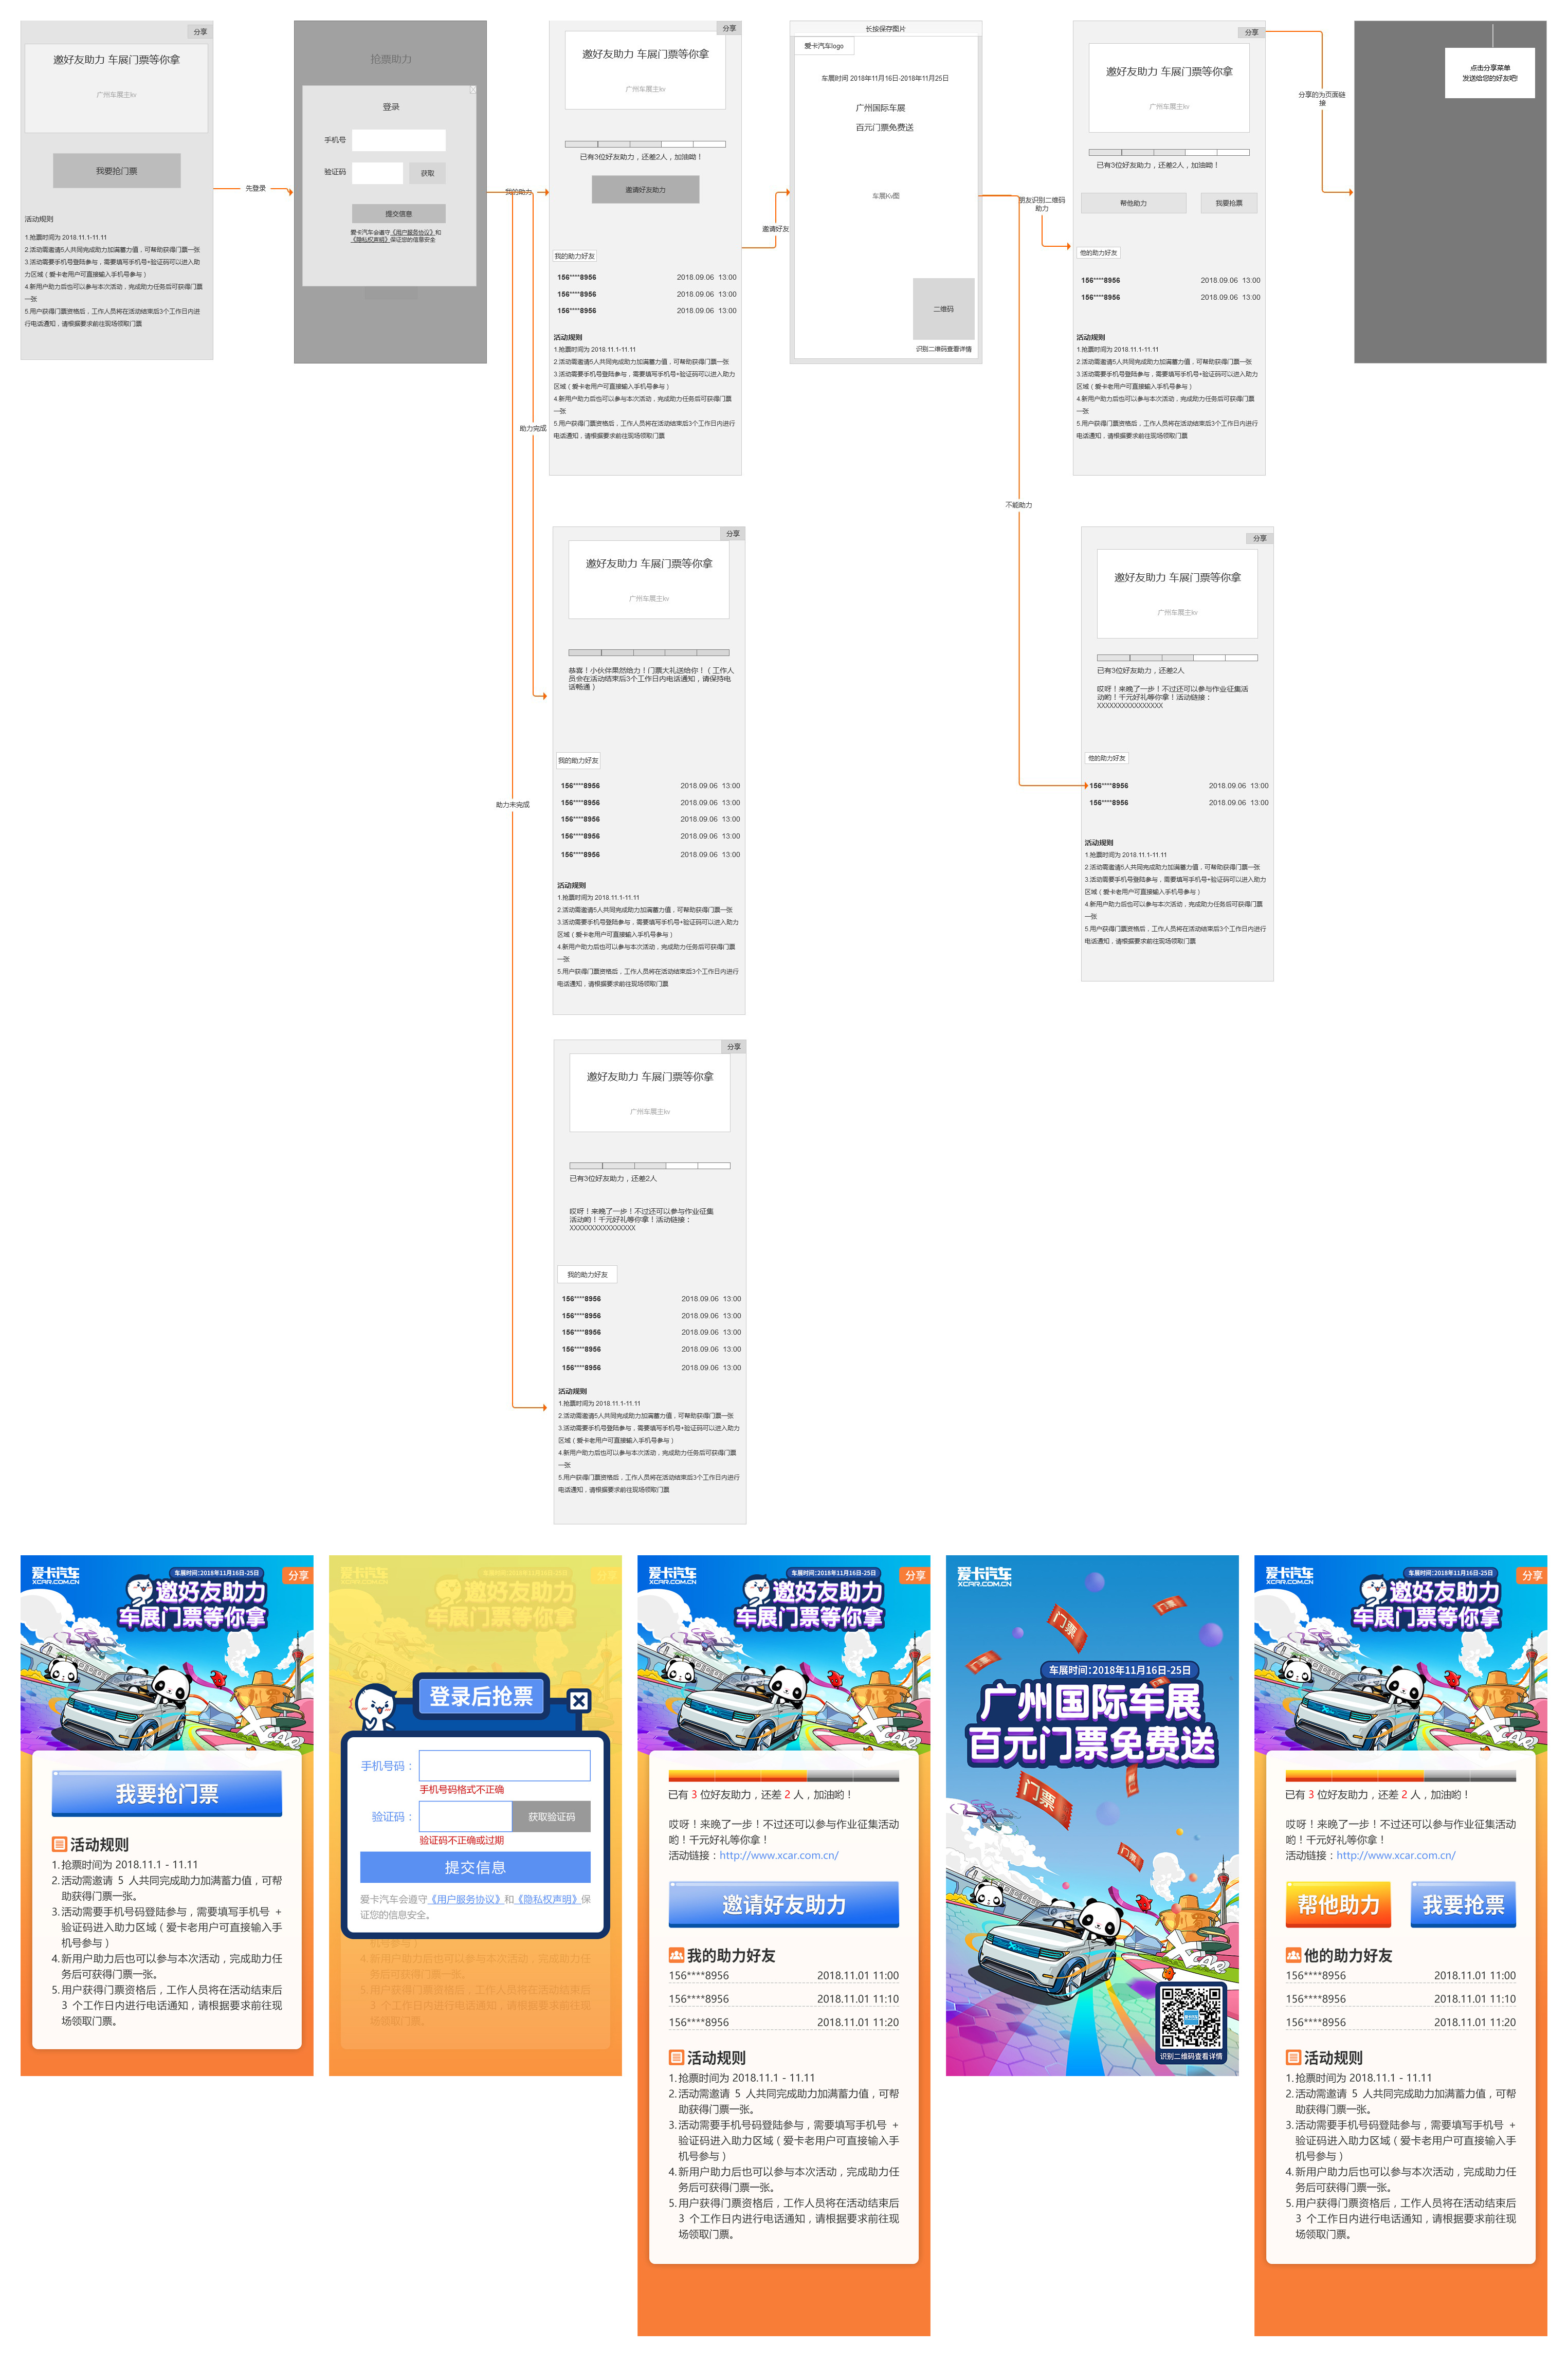 分享
邀好友助力 车展门票等你拿
广州车展主kv
我要抢门票
活动规则
1.抢票时间为 2018.11.1-11.11
2.活动需邀请5人共同完成助力加满蓄力值，可帮助获得门票一张
3.活动需要手机号登陆参与，需要填写手机号+验证码可以进入助
力区域（爱卡老用户可直接输入手机号参与）
4.新用户助力后也可以参与本次活动，完成助力任务后可获得门票
一张
5.用户获得门票资格后，工作人员将在活动结束后3个工作日内进
行电话通知，请根据要求前往现场领取门票
先登录
抢票助力
登录
手机号
验证码
获取
提交信息
爱卡汽车会遵守《用户服务协议》和
《隐私权声明》保证您的信息安全
我的助力
助力完成
助力未完成
分享
邀好友助力 车展门票等你拿
广州车展主kv
已有3位好友助力，还差2人，加油呦！
邀请好友助力
我的助力好友
156****8956 2018.09.06 13:00
156****8956 2018.09.06 13:00
156****8956 2018.09.06 13:00
活动规则
1.抢票时间为 2018.11.1-11.11
2.活动需邀请5人共同完成助力加满蓄力值，可帮助获得门票一张
3.活动需要手机号登陆参与，需要填写手机号+验证码可以进入助力
区域（爱卡老用户可直接输入手机号参与）
4.新用户助力后也可以参与本次活动，完成助力任务后可获得门票
一张
5.用户获得门票资格后，工作人员将在活动结束后3个工作日内进行
电话通知，请根据要求前往现场领取门票
邀请好友
长按保存图片
爱卡汽车logo
车展时间 2018年11月16日-2018年11月25日
广州国际车展
百元门票免费送
车展Kv图
二维码
识别二维码查看详情
朋友识别二维码
助力
不能助力
分享
邀好友助力 车展门票等你拿
广州车展主kv
已有3位好友助力，还差2人，加油呦！
帮他助力
我要抢票
他的助力好友
156****8956 2018.09.06 13:00
156****8956 2018.09.06 13:00
活动规则
1.抢票时间为 2018.11.1-11.11
2.活动需邀请5人共同完成助力加满蓄力值，可帮助获得门票一张
3.活动需要手机号登陆参与，需要填写手机号+验证码可以进入助力
区域（爱卡老用户可直接输入手机号参与）
4.新用户助力后也可以参与本次活动，完成助力任务后可获得门票
一张
5.用户获得门票资格后，工作人员将在活动结束后3个工作日内进行
电话通知，请根据要求前往现场领取门票
分享的为页面链
接
点击分享菜单
发送给您的好友吧!
分享
邀好友助力 车展门票等你拿
广州车展主kv
恭喜！小伙伴果然给力！门票大礼送给你！（工作人
员会在活动结束后3个工作日内电话通知，请保持电
话畅通）
我的助力好友
156****8956 2018.09.06 13:00
156****8956 2018.09.06 13:00
156****8956 2018.09.06 13:00
156****8956 2018.09.06 13:00
156****8956 2018.09.06 13:00
活动规则
1.抢票时间为 2018.11.1-11.11
2.活动需邀请5人共同完成助力加满蓄力值，可帮助获得门票一张
3.活动需要手机号登陆参与，需要填写手机号+验证码可以进入助力
区域（爱卡老用户可直接输入手机号参与）
4.新用户助力后也可以参与本次活动，完成助力任务后可获得门票
一张
5.用户获得门票资格后，工作人员将在活动结束后3个工作日内进行
电话通知，请根据要求前往现场领取门票
分享
邀好友助力 车展门票等你拿
广州车展主kv
已有3位好友助力，还差2人
哎呀！来晚了一步！不过还可以参与作业征集活
动哟！千元好礼等你拿！活动链接：
XXXXXXXXXXXXXXX
他的助力好友
156****8956 2018.09.06 13:00
156****8956 2018.09.06 13:00
活动规则
1.抢票时间为 2018.11.1-11.11
2.活动需邀请5人共同完成助力加满蓄力值，可帮助获得门票一张
3.活动需要手机号登陆参与，需要填写手机号+验证码可以进入助力
区域（爱卡老用户可直接输入手机号参与）
4.新用户助力后也可以参与本次活动，完成助力任务后可获得门票
一张
5.用户获得门票资格后，工作人员将在活动结束后3个工作日内进行
电话通知，请根据要求前往现场领取门票
分享
邀好友助力 车展门票等你拿
广州车展主kv
已有3位好友助力，还差2人
哎呀！来晚了一步！不过还可以参与作业征集
活动哟！千元好礼等你拿！活动链接：
XXXXXXXXXXXXXXX
我的助力好友
156****8956 2018.09.06 13:00
156****8956 2018.09.06 13:00
156****8956 2018.09.06 13:00
156****8956 2018.09.06 13:00
156****8956 2018.09.06 13:00
活动规则
1.抢票时间为 2018.11.1-11.11
2.活动需邀请5人共同完成助力加满蓄力值，可帮助获得门票一张
3.活动需要手机号登陆参与，需要填写手机号+验证码可以进入助力
区域（爱卡老用户可直接输入手机号参与）
4.新用户助力后也可以参与本次活动，完成助力任务后可获得门票
一张
5.用户获得门票资格后，工作人员将在活动结束后3个工作日内进行
电话通知，请根据要求前往现场领取门票
爱卡汽车
XCAR.COM.CN
车展时间:2018年11月16日-25日
分享
邀好友助力
车展门票等你拿
我要抢门票
活动规则
1.抢票时间为 2018.11.1 - 11.11
2.活动需邀请 5 人共同完成助力加满蓄力值，可帮
助获得门票一张。
3.活动需要手机号码登陆参与，需要填写手机号 +
验证码进入助力区域（爱卡老用户可直接输入手
机号参与）
4.新用户助力后也可以参与本次活动，完成助力任
务后可获得门票一张。
5.用户获得门票资格后，工作人员将在活动结束后
3 个工作日内进行电话通知，请根据要求前往现
场领取门票。
邀好友助力
车展门票等你拿
登录后抢票
手机号码：
手机号码格式不正确
验证码：
获取验证码
验证码不正确或过期
提交信息
爱卡汽车会遵守《用户服务协议》和《隐私权声明》保
证您的信息安全。
机号参与）
4.新用户助力后也可以参与本次活动，完成助力任
务后可获得门票一张。
5.用户获得门票资格后，工作人员将在活动结束后
3 个工作日内进行电话通知，请根据要求前往现
场领取门票。
爱卡汽车
XCAR.COM.CN
车展时间:2018年11月16日-25日
分享
邀好友助力
车展门票等你拿
已有 3 位好友助力，还差 2 人，加油哟！
哎呀！来晚了一步！不过还可以参与作业征集活动
哟！千元好礼等你拿！
活动链接：http://www.xcar.com.cn/
邀请好友助力
我的助力好友
156****8956 2018.11.01 11:00
156****8956 2018.11.01 11:10
156****8956 2018.11.01 11:20
活动规则
1.抢票时间为 2018.11.1 - 11.11
2.活动需邀请 5 人共同完成助力加满蓄力值，可帮
助获得门票一张。
3.活动需要手机号码登陆参与，需要填写手机号 +
验证码进入助力区域（爱卡老用户可直接输入手
机号参与）
4.新用户助力后也可以参与本次活动，完成助力任
务后可获得门票一张。
5.用户获得门票资格后，工作人员将在活动结束后
3 个工作日内进行电话通知，请根据要求前往现
场领取门票。
爱卡汽车
XCAR.COM.CN
门票
车展时间:2018年11月16日-25日
广州国际车展
百元门票免费送
门票
门票
识别二维码查看详情
爱卡汽车
XCAR.COM.CN
车展时间:2018年11月16日-25日
分享
邀好友助力
车展门票等你拿
已有 3 位好友助力，还差 2 人，加油哟！
哎呀！来晚了一步！不过还可以参与作业征集活动
哟！千元好礼等你拿！
活动链接：http://www.xcar.com.cn/
帮他助力
我要抢票
他的助力好友
156****8956 2018.11.01 11:00
156****8956 2018.11.01 11:10
156****8956 2018.11.01 11:20
活动规则
1.抢票时间为 2018.11.1 - 11.11
2.活动需邀请 5 人共同完成助力加满蓄力值，可帮
助获得门票一张。
3.活动需要手机号码登陆参与，需要填写手机号 +
验证码进入助力区域（爱卡老用户可直接输入手
机号参与）
4.新用户助力后也可以参与本次活动，完成助力任
务后可获得门票一张。
5.用户获得门票资格后，工作人员将在活动结束后
3 个工作日内进行电话通知，请根据要求前往现
场领取门票。